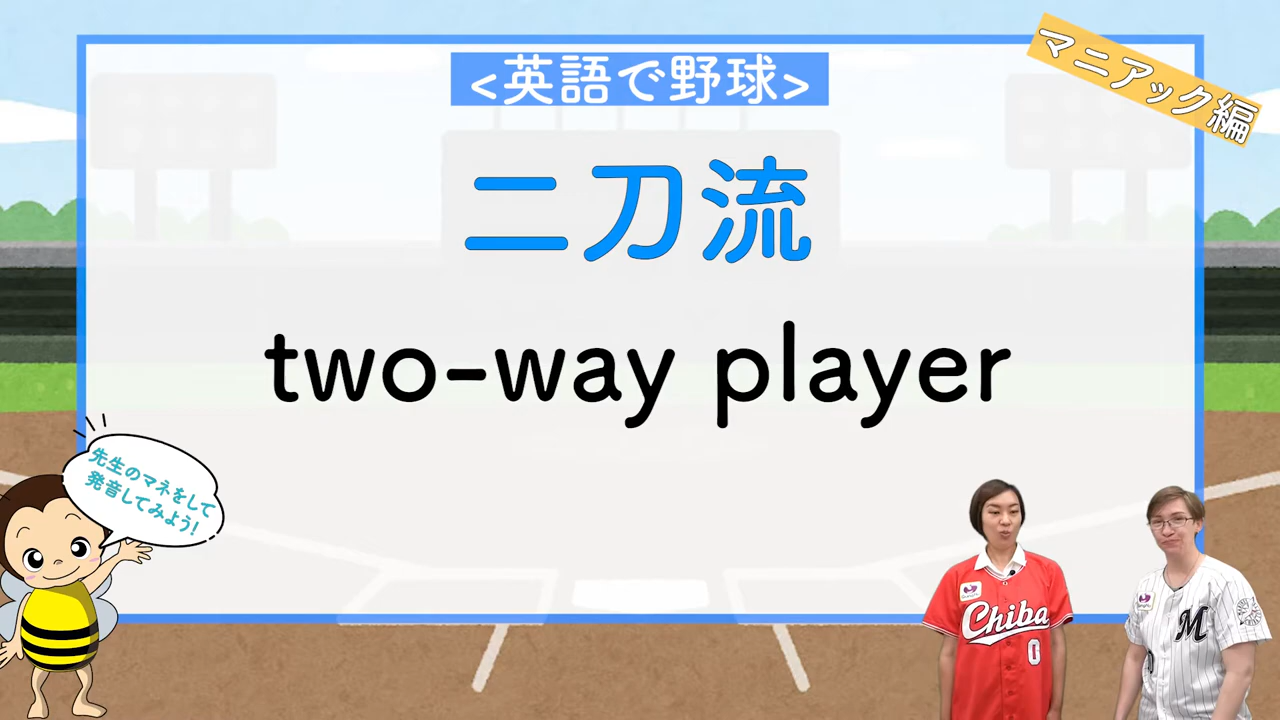 <英語で野球>
マニアック編
二刀流
two-way player
先生のマネをして
発音してみよう!
Chiba
0
M